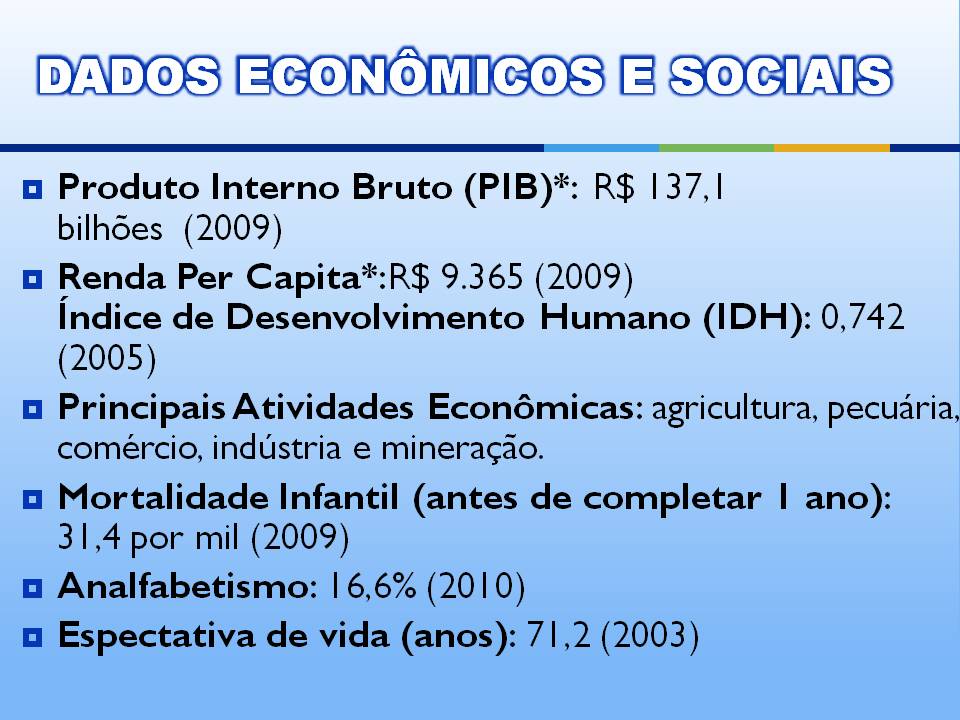 DADOS ECONÔMICOS E SOCIAIS
Produto Interno Bruto (PIB)*: R$ 137,1
bilhões (2009)
Renda Per Capita*:R$ 9.365 (2009)
Índice de Desenvolvimento Humano (IDH): 0,742
(2005)
Principais Atividades Econômicas: agricultura, pecuária,
comércio, indústria e mineração.
Mortalidade Infantil (antes de completar 1 ano):
31,4 por mil (2009)
Analfabetismo: 16,6% (2010)
Espectativa de vida (anos): 71,2 (2003)